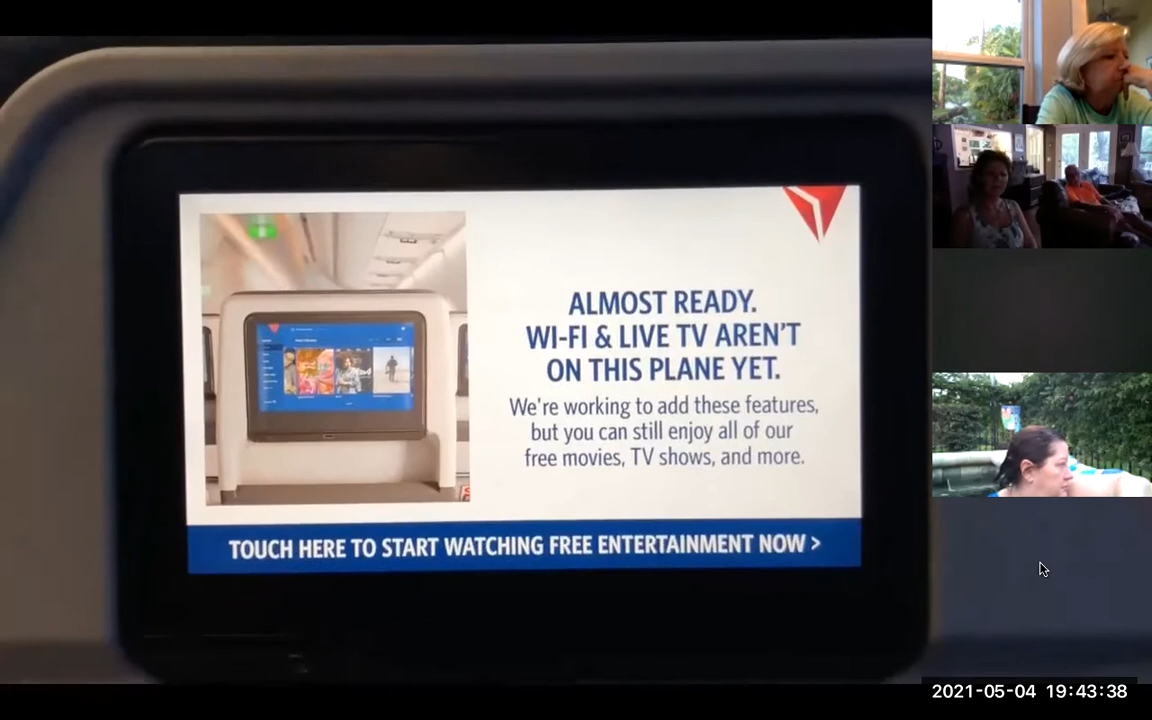 ALMOST READY.
WI-FI & LIVE TV AREN'T
ON THIS PLANE YET.
We're working to add these features,
but you can still enjoy all of our
free movies, TV shows, and more.
TOUCH HERE TO START WATCHING FREE ENTERTAINMENT NOW >
2021-05-04 19:43:38